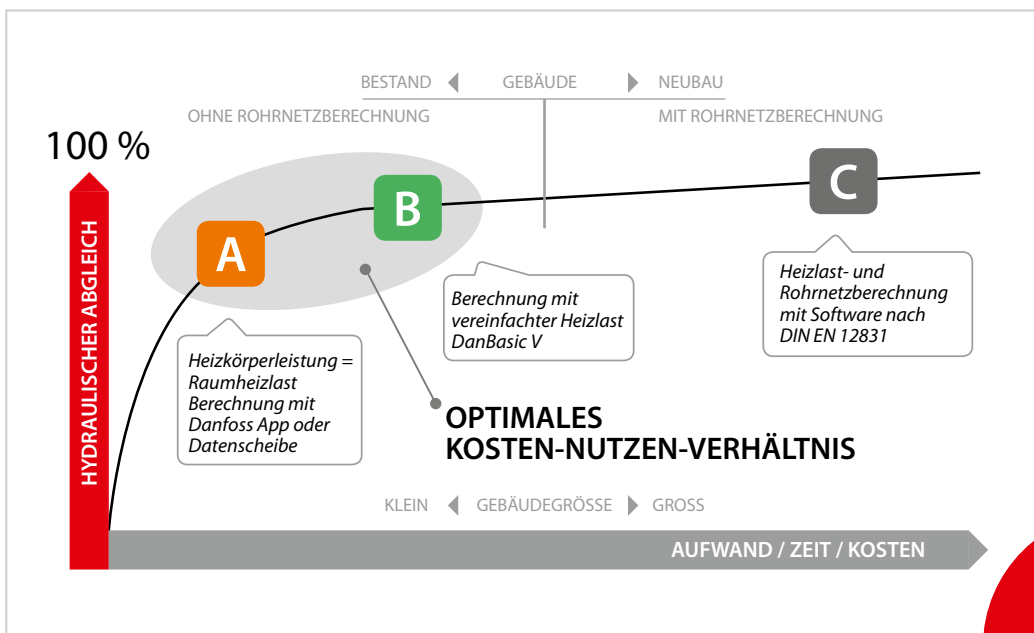 BESTAND GEBÄUDE NEUBAU
OHNE ROHRNETZBERECHNUNG MIT ROHRNETZBERECHNUNG
100 %
HYDRAULISCHER ABGLEICH
A
B
C
Heizkörperleistung =
Raumheizlast
Berechnung mit
Danfoss App oder
Datenscheibe
Berechnung mit
vereinfachter Heizlast
DanBasic V
Heizlast- und
Rohrnetzberechnung
mit Software nach
DIN EN 12831
OPTIMALES
KOSTEN-NUTZEN-VERHÄLTNIS
KLEIN GEBÄUDEGRÖSSE GROSS
AUFWAND / ZEIT / KOSTEN